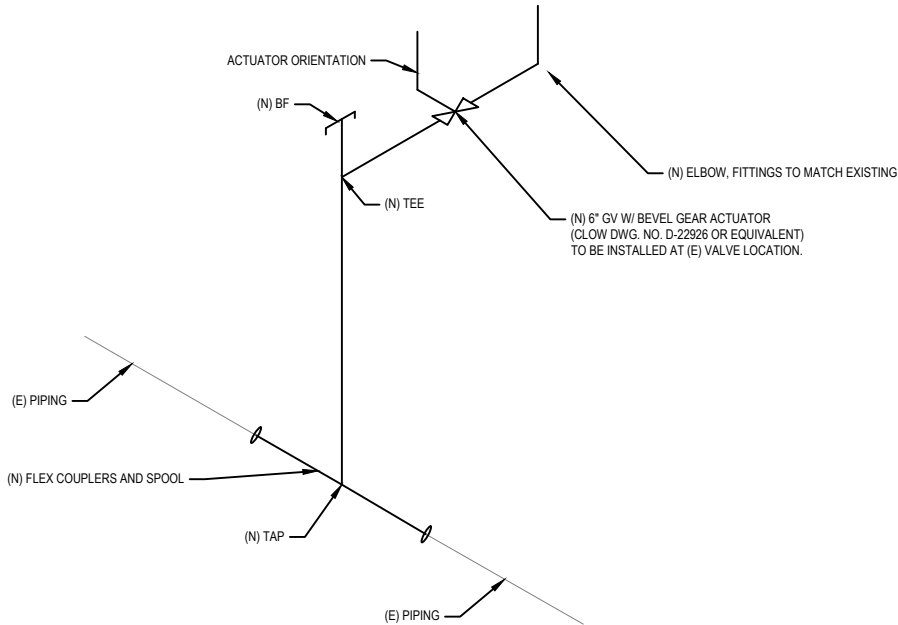 ACTUATOR ORIENTATION
(N) BF
(N) ELBOW, FITTINGS TO MATCH EXISTING
(N) TEE
(N) 6" GV W/ BEVEL GEAR ACTUATOR
(CLOW DWG. NO. D-22926 OR EQUIVALENT)
TO BE INSTALLED AT (E) VALVE LOCATION.
(E) PIPING
(N) FLEX COUPLERS AND SPOOL
(N) TAP
(E) PIPING